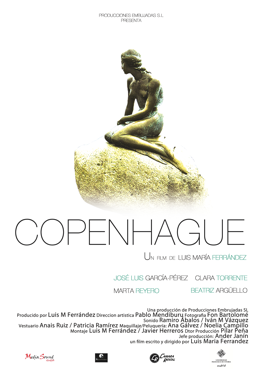 PRODUCCIONES EMBRUJADAS S.L.
PRESENTA
COPENHAGUE
UN FILM DE LUIS MARÍA FERRÁNDEZ
JOSÉ LUIS GARCÍA-PÉREZ CLARA TORRENTE
MARTA REYERO BEATRIZ ARGÜELLO
Una producción de Producciones Embrujadas SL
Producido por Luis M Ferrández Dirección artística Pablo Mendiburu Fotografía Fon Bartolomé
Sonido Ramiro Ábalos / Iván M Vázquez
Vestuario Anais Ruiz / Patricia Ramírez Maquillaje/Peluquería: Ana Gálvez / Noelia Campillo
Montaje Luis M Ferrández / Javier Herreros Dtor Producción Pilar Peña
Jefe producción: Ander Janín
un film escrito y dirigido por Luis María Ferrández